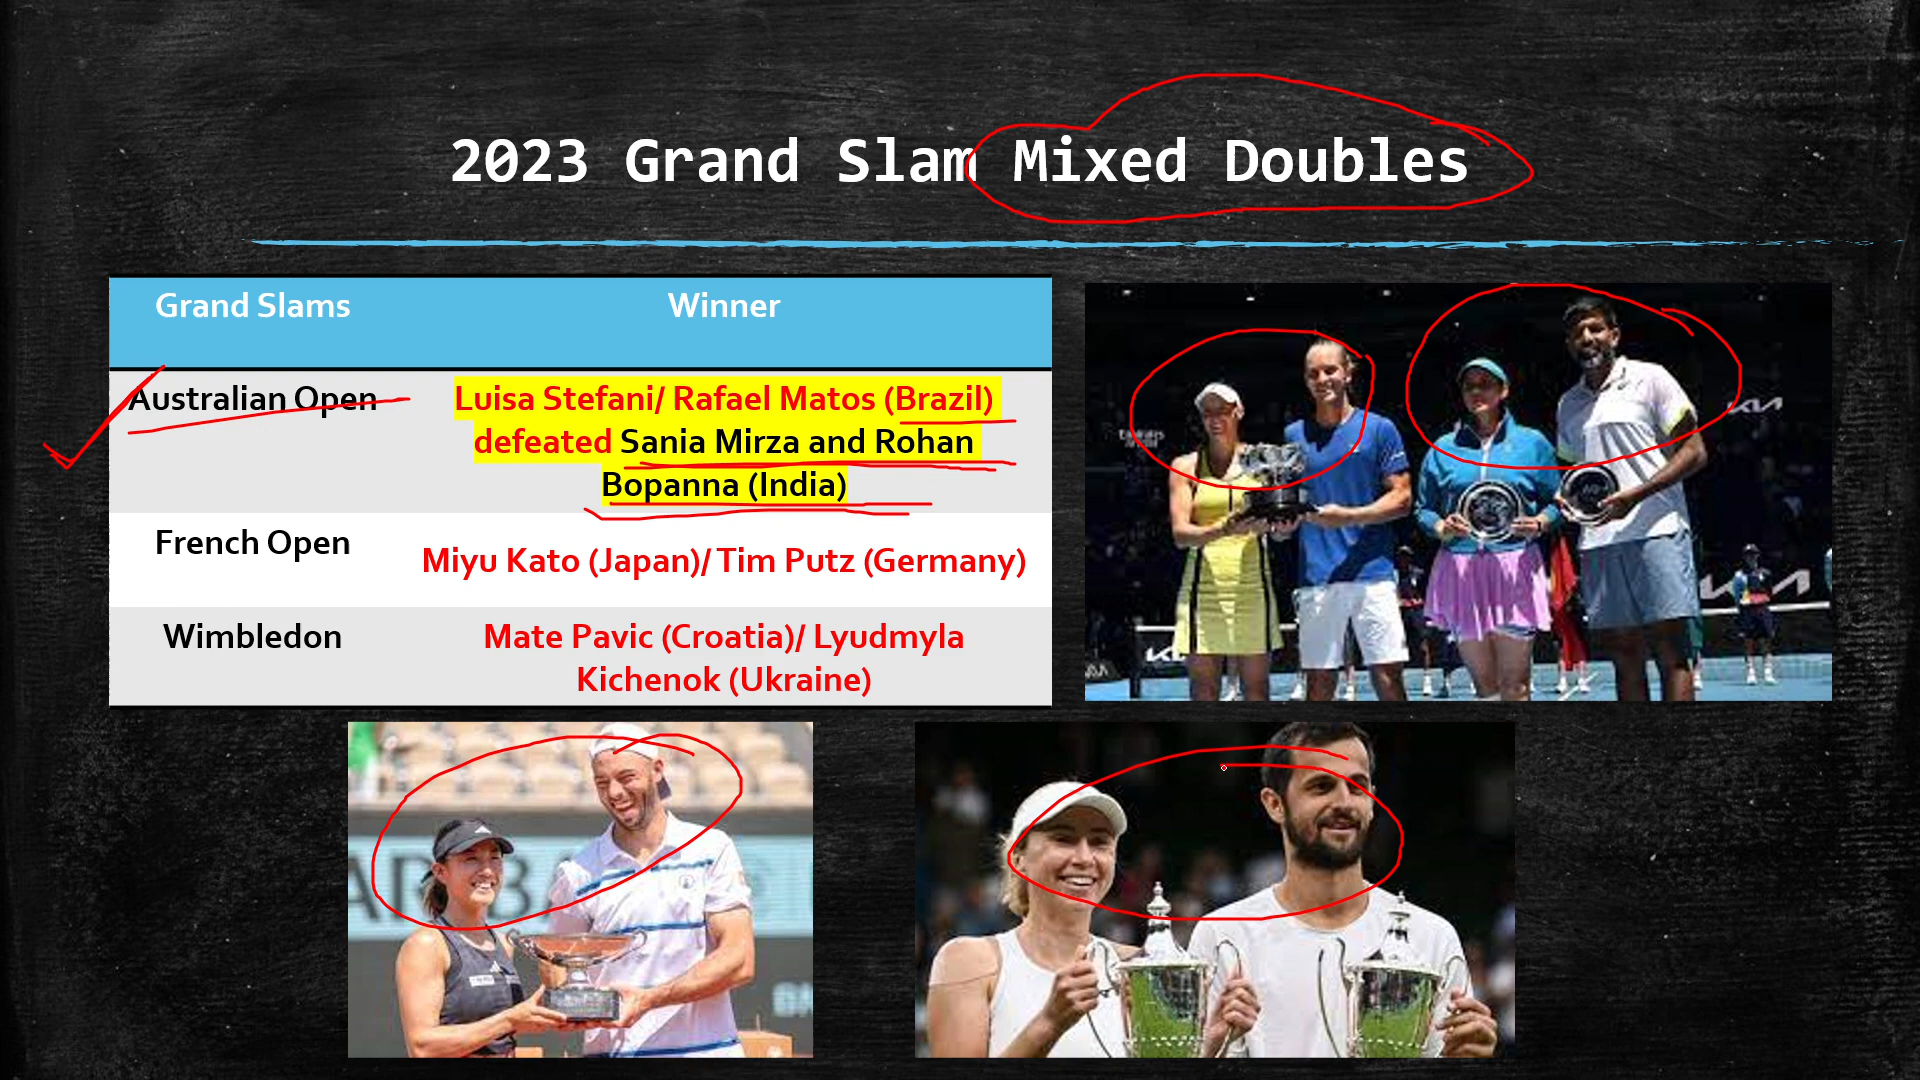 2023 Grand Slam Mixed Doubles
Grand Slams
Winner
Australian Open
Luisa Stefani/ Rafael Matos (Brazil)
defeated Sania Mirza and Rohan
Bopanna (India)
French Open
Miyu Kato (Japan)/ Tim Putz (Germany)
Wimbledon
Mate Pavic (Croatia)/ Lyudmyla
Kichenok (Ukraine)